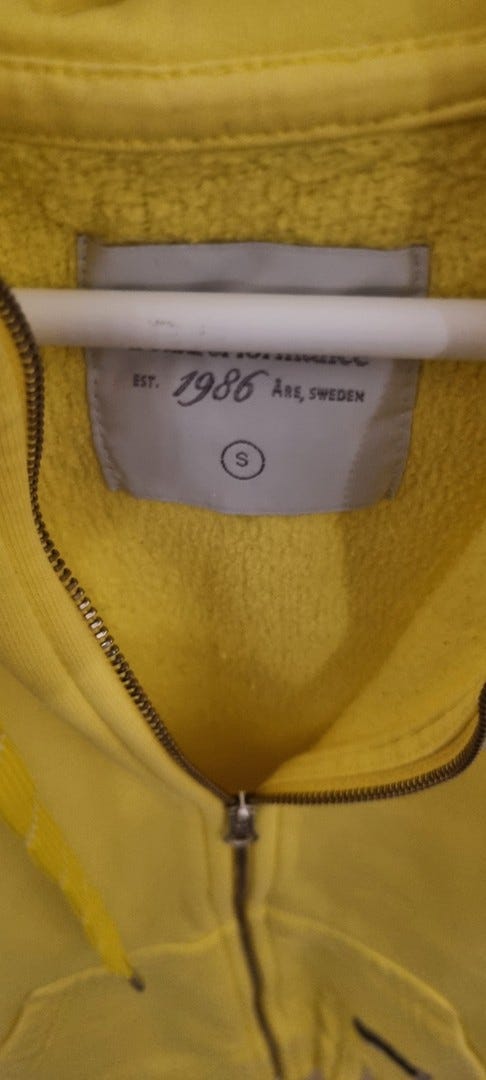 EST. 1986 ÅRE, SWEDEN
S